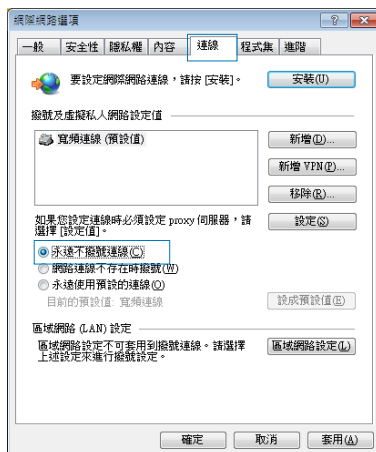 網際網路選項
一般 安全性 隱私權 內容 連線 程式集 進階
要設定網際網路連線，請按 [安裝]。 安裝(U)
撥號及虛擬私人網路設定值
寬頻連線 (預設值) 新增(D)...
新增 VPN(P)...
移除(R)...
如果您設定連線時必須設定 proxy 伺服器，請 設定(S)
選擇 [設定值]。
永遠不撥號連線(C)
網路連線不存在時撥號(W)
永遠使用預設的連線(O)
目前的預設值: 寬頻連線 設成預設值(E)
區域網路 (LAN) 設定
區域網路設定不可套用到撥號連線。請選擇 區域網路設定(L)
上述設定來進行撥號設定。
確定 取消 套用(A)